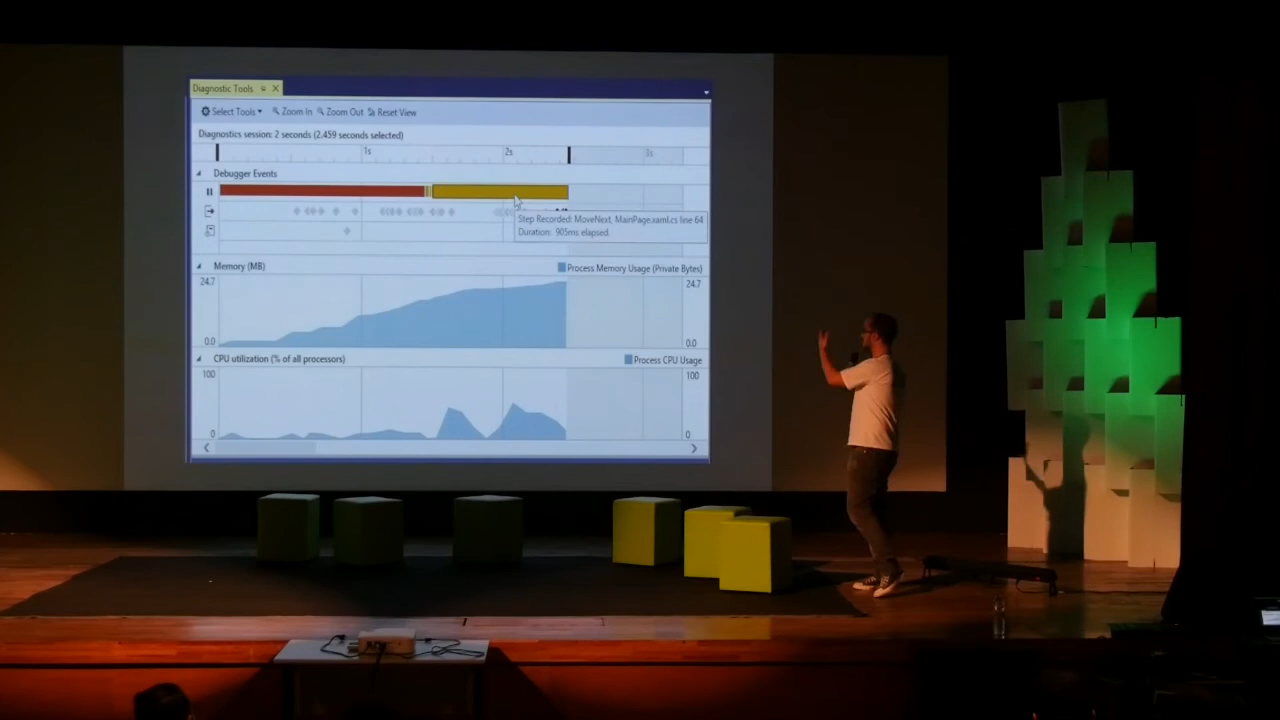 Diagnostic Tools
Select Tools Zoom In Zoom Out Reset View
Diagnostics session: 2 seconds (2.459 seconds selected)
1s 2s 3s
Debugger Events
Step Recorded: MoveNext, MainPage.xaml.cs line 64
Duration: 905ms elapsed.
Memory (MB) Process Memory Usage (Private Bytes)
24.7 24.7
0.0 0.0
CPU utilization (% of all processors) Process CPU Usage
100 100
0 0